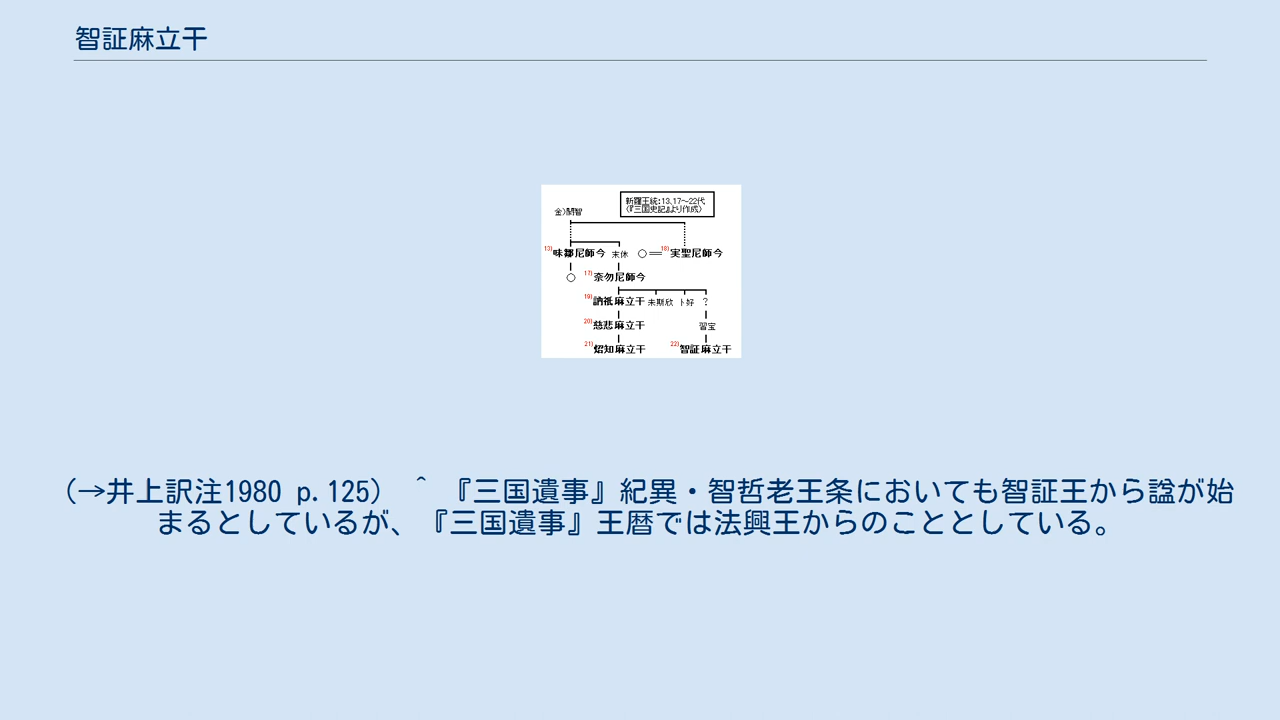 智証麻立干
新羅王統:13,17〜22代
(『三国史記』より作成)
金)閼智
13)味鄒尼師今 末仇 ○ 18)実聖尼師今
○ 17)奈勿尼師今
19)訥祇麻立干 未斯欣 卜好 ?
20)慈悲麻立干 習宝
21)炤知麻立干 22)智証麻立干
(→井上訳注1980 p.125) ^ 『三国遺事』紀異・智哲老王条においても智証王から諡が始
まるとしているが、『三国遺事』王暦では法興王からのこととしている。